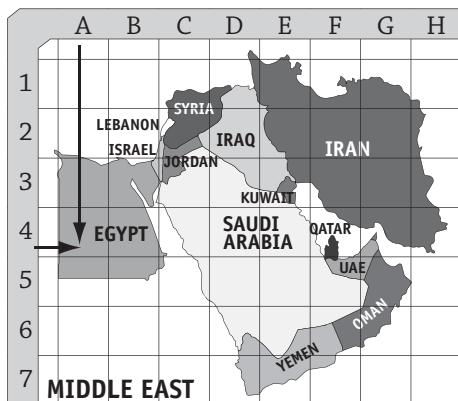 A B C D E F G H
1
SYRIA
LEBANON
2
IRAQ
IRAN
ISRAEL
JORDAN
3
KUWAIT
SAUDI
ARABIA
QATAR
4
EGYPT
UAE
5
OMAN
6
YEMEN
7
MIDDLE EAST